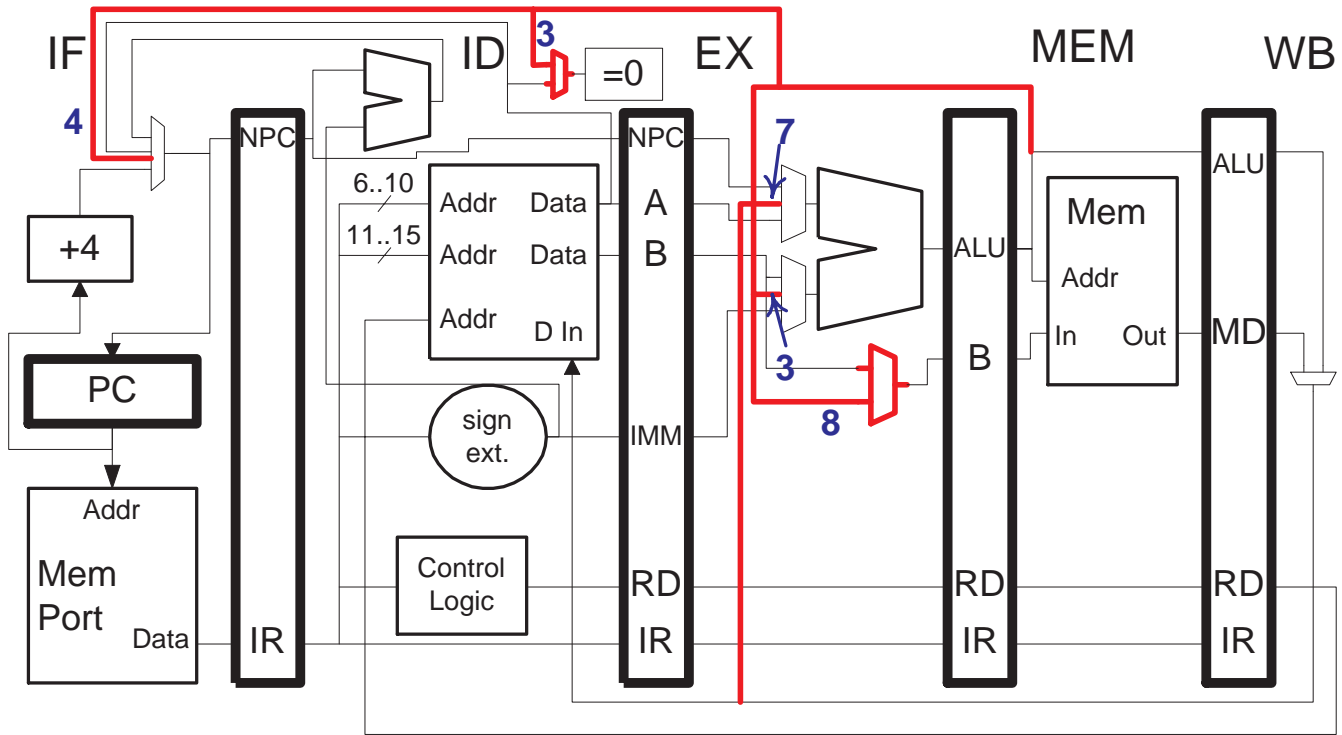 IF
ID
EX
MEM
WB
3
=0
4
NPC
NPC
7
6..10
Addr
Data
A
ALU
Mem
+4
11..15
Addr
Data
B
ALU
Addr
Addr
D In
In
Out
MD
3
B
PC
sign
ext.
IMM
8
Addr
Mem
Port
Data
Control
Logic
RD
RD
RD
IR
IR
IR
IR